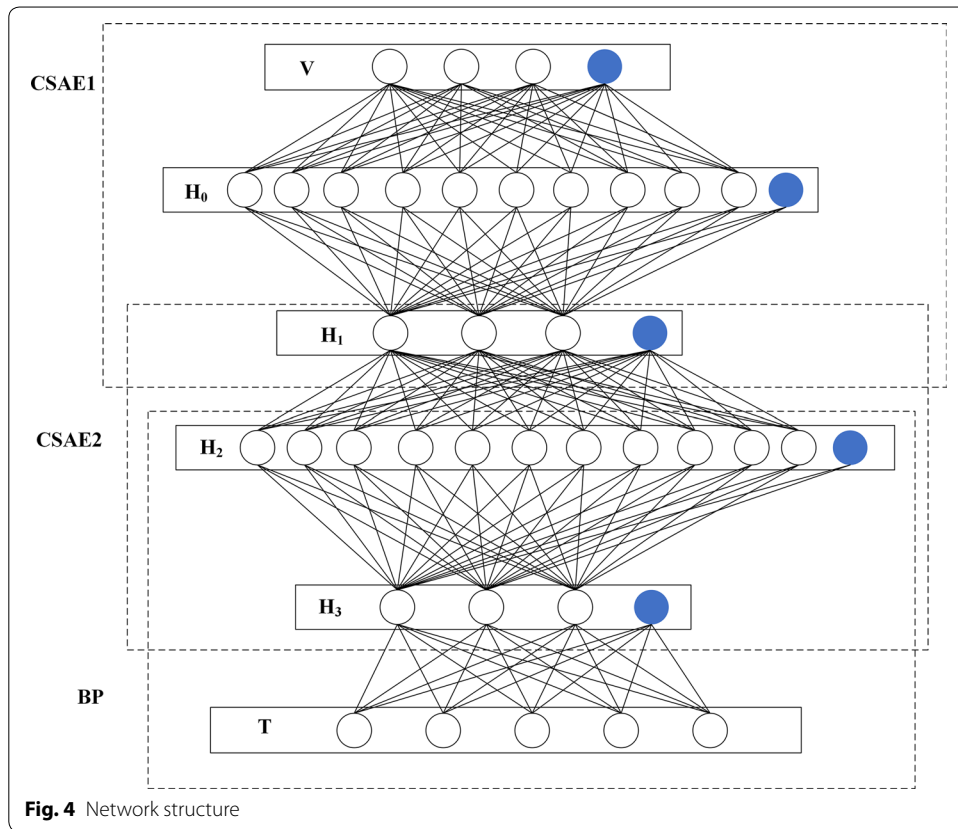 V
CSAE1
H₀
H₁
CSAE2
H₂
H₃
BP
T
Fig. 4 Network structure